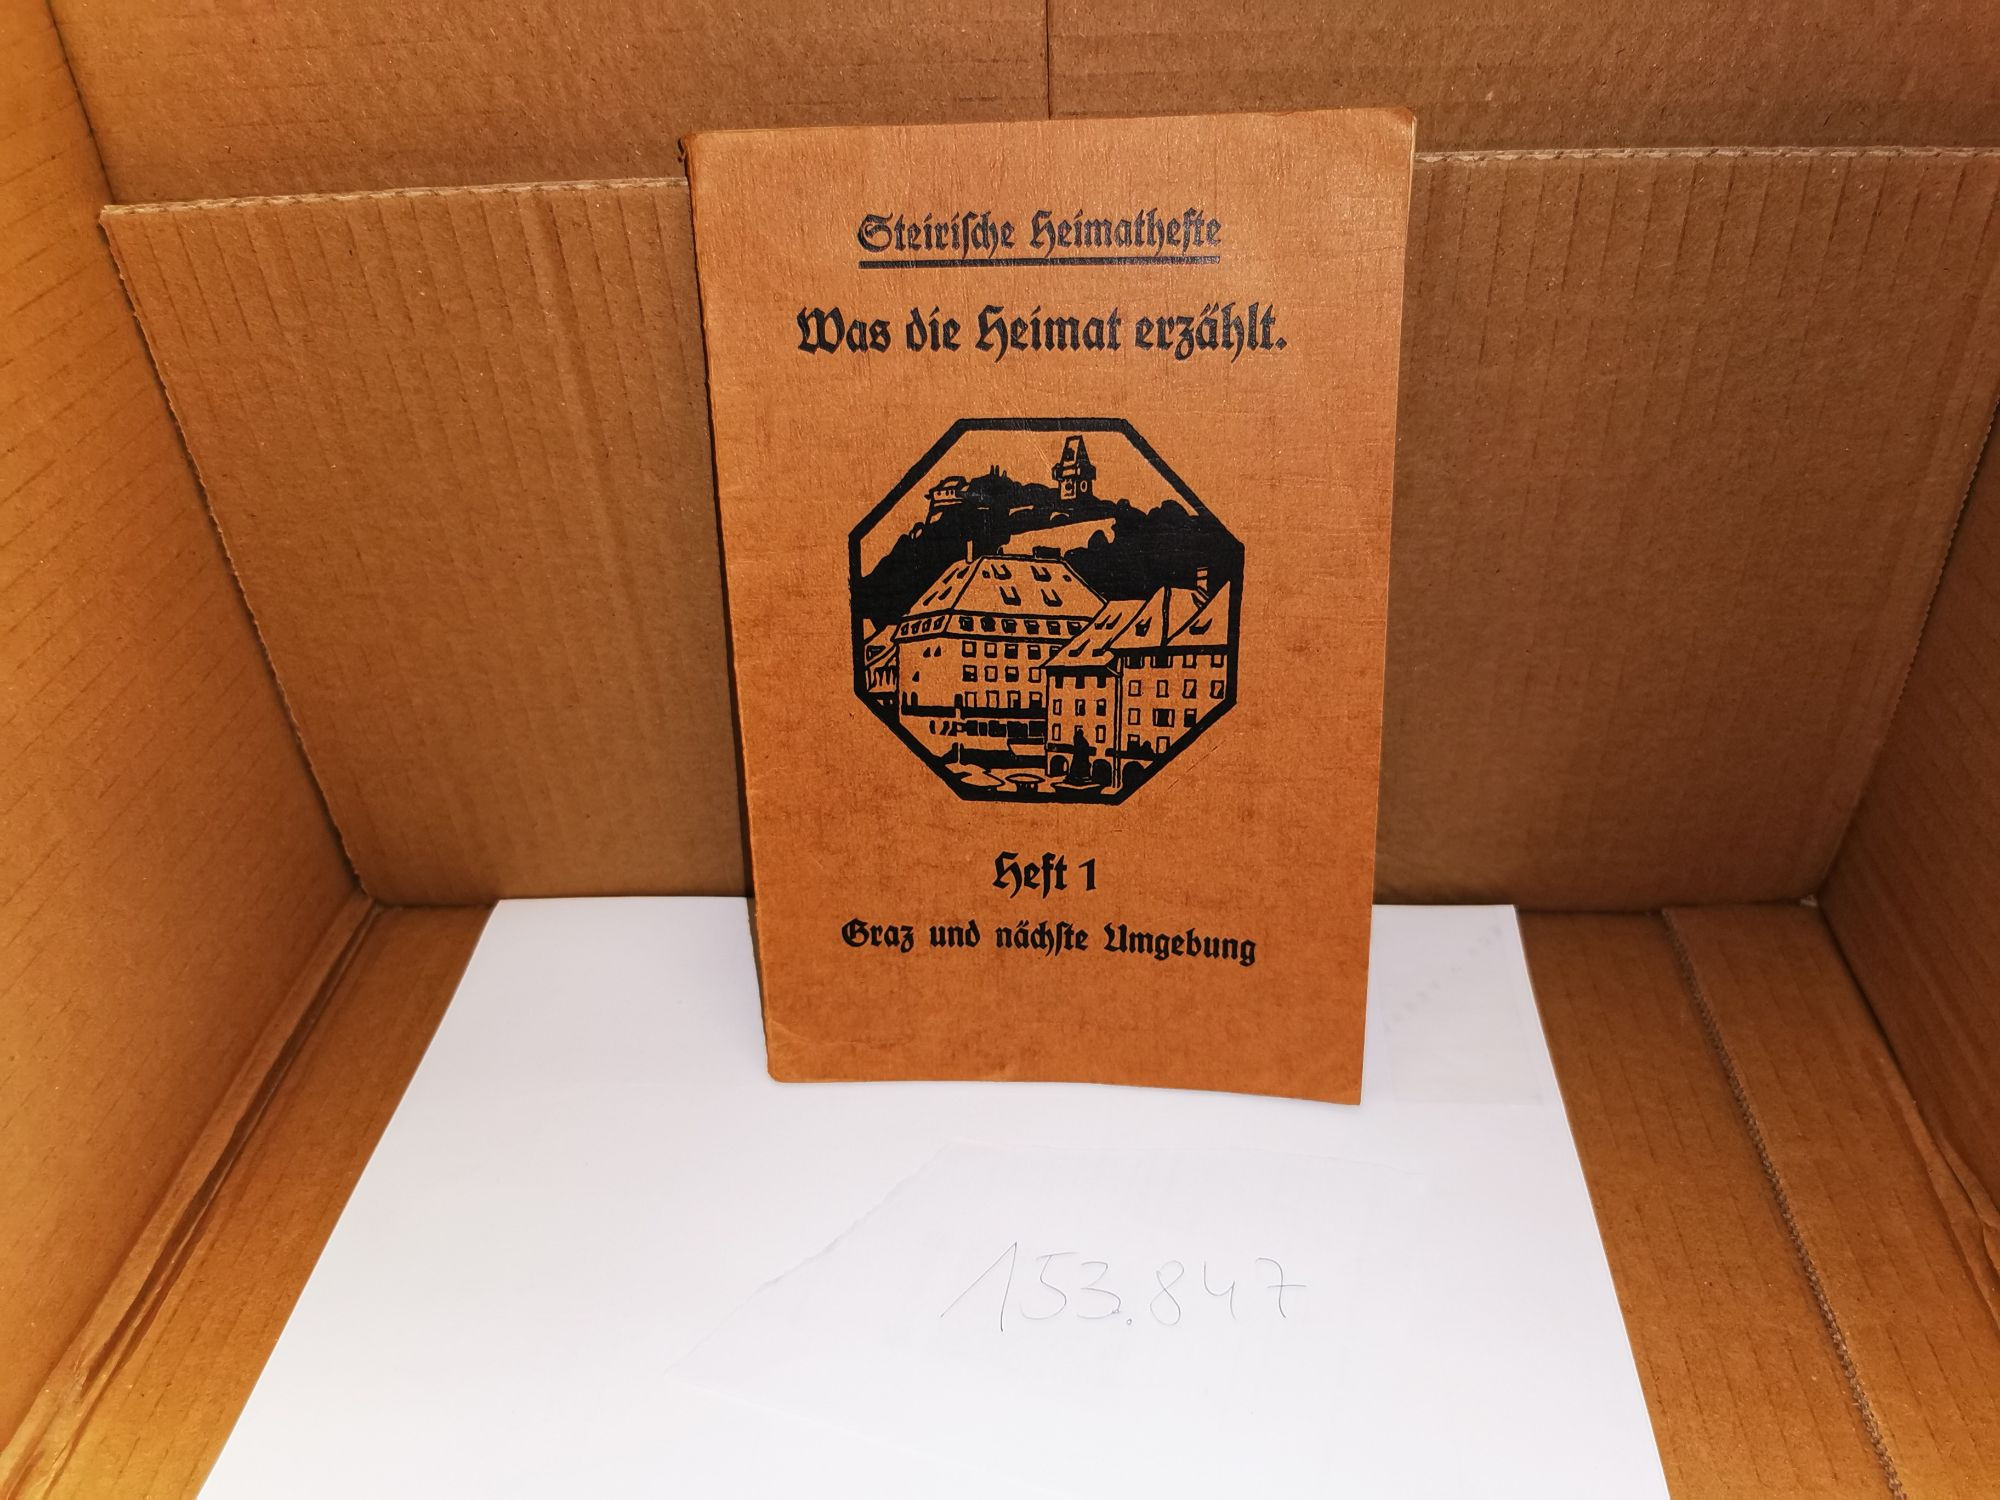 Steirische Heimathefte
Was die Heimat erzählt.
Heft 1
Graz und nächste Umgebung
153.847